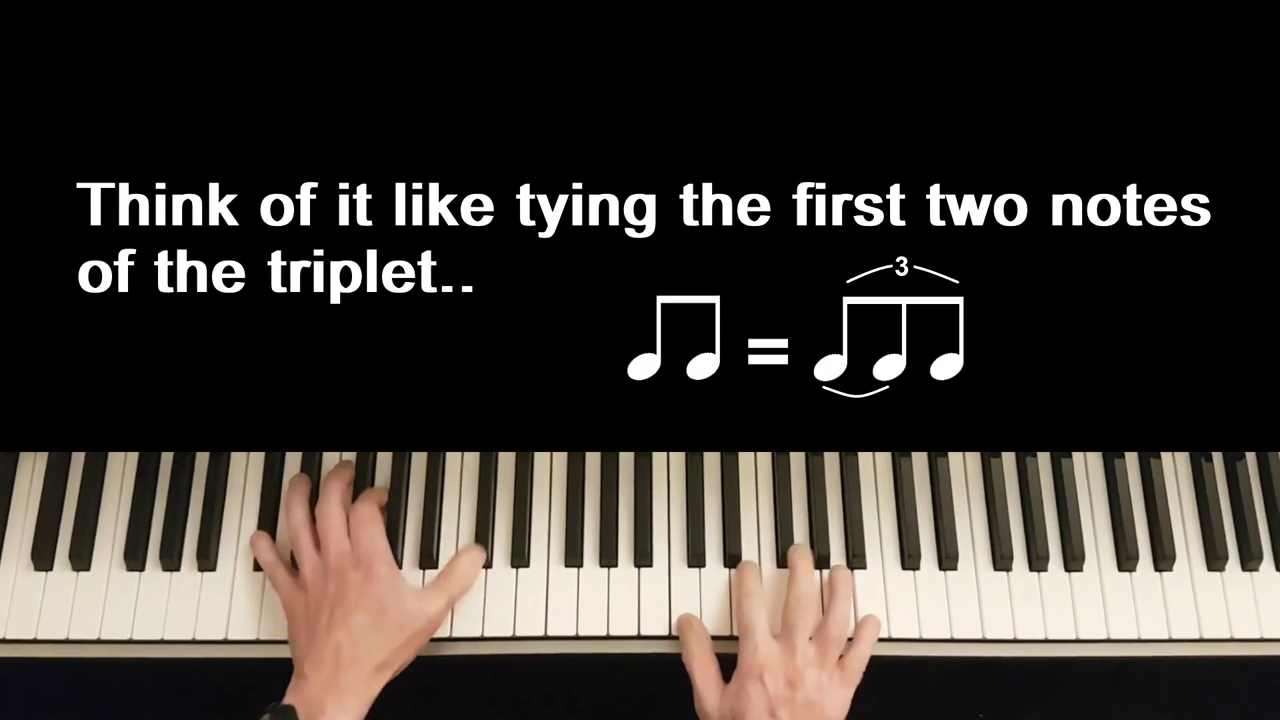 Think of it like tying the first two notes
of the triplet..
3
=